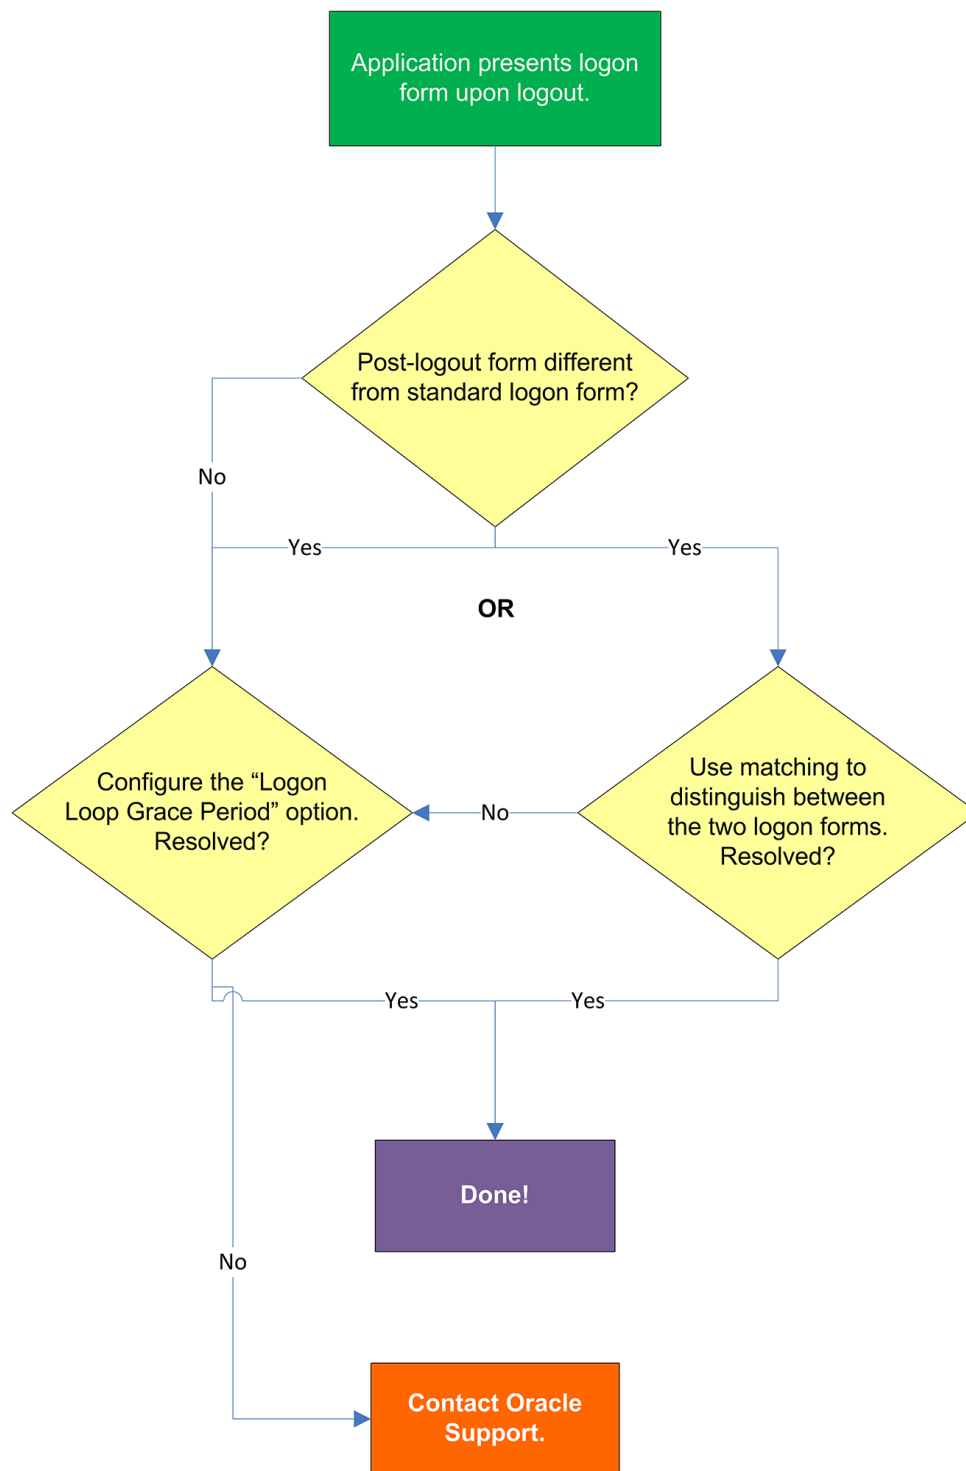 Application presents logon
form upon logout.
Post-logout form different
from standard logon form?
No
Yes
Yes
OR
Configure the “Logon
Loop Grace Period” option.
Resolved?
No
Use matching to
distinguish between
the two logon forms.
Resolved?
Yes
Yes
Done!
No
Contact Oracle
Support.